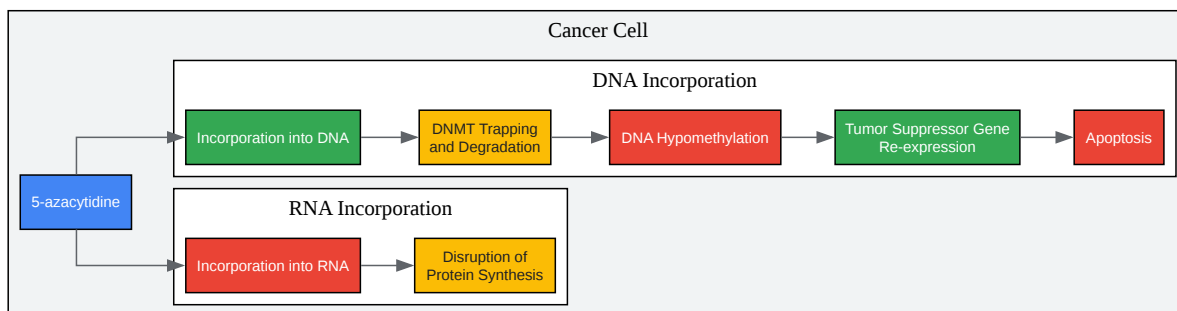 Cancer Cell
DNA Incorporation
Incorporation into DNA
DNMT Trapping
and Degradation
DNA Hypomethylation
Tumor Suppressor Gene
Re-expression
Apoptosis
5-azacytidine
RNA Incorporation
Incorporation into RNA
Disruption of
Protein Synthesis